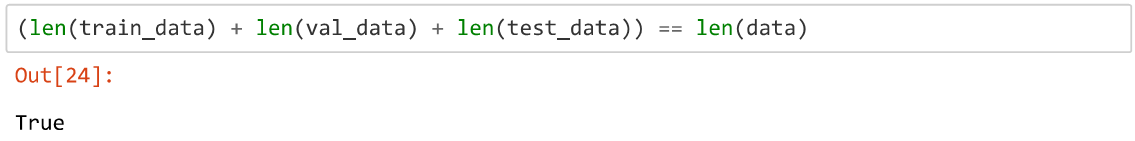 (len(train_data) + len(val_data) + len(test_data)) == len(data)
Out[24]:
True